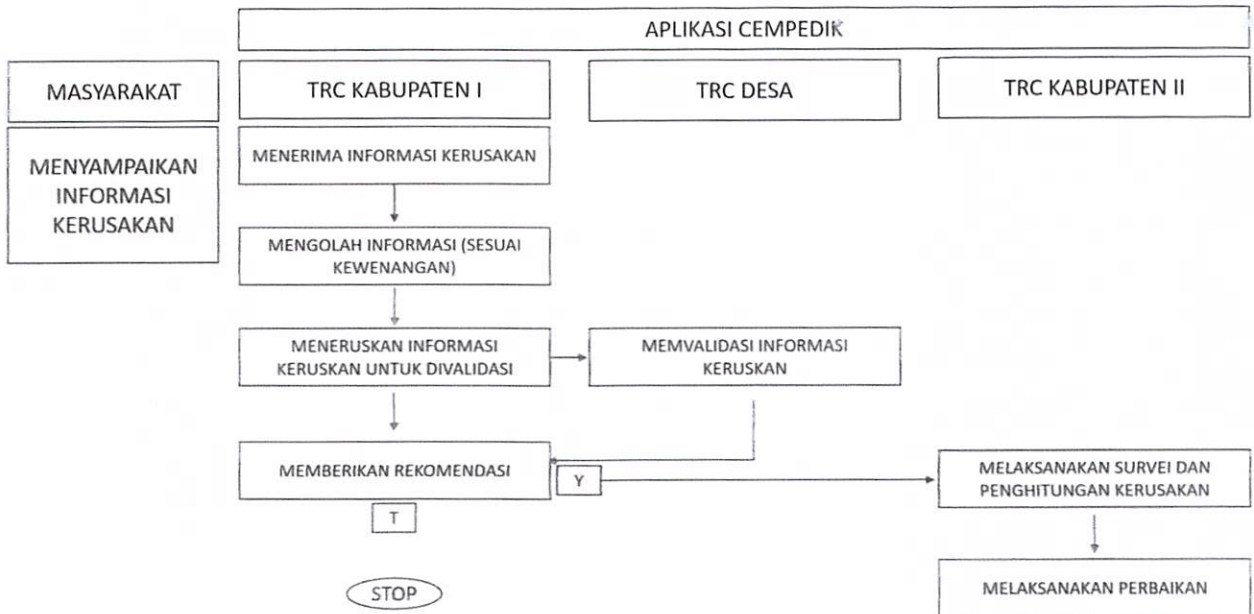 APLIKASI CEMPEDIK
MASYARAKAT
TRC KABUPATEN I
TRC DESA
TRC KABUPATEN II
MENYAMPAIKAN
INFORMASI
KERUSAKAN
MENERIMA INFORMASI KERUSAKAN
MENGOLAH INFORMASI (SESUAI
KEWENANGAN)
MENERUSKAN INFORMASI
KERUSKAN UNTUK DIVALIDASI
MEMVALIDASI INFORMASI
KERUSKAN
MEMBERIKAN REKOMENDASI
Y
MELAKSANAKAN SURVEI DAN
PENGHITUNGAN KERUSAKAN
T
STOP
MELAKSANAKAN PERBAIKAN